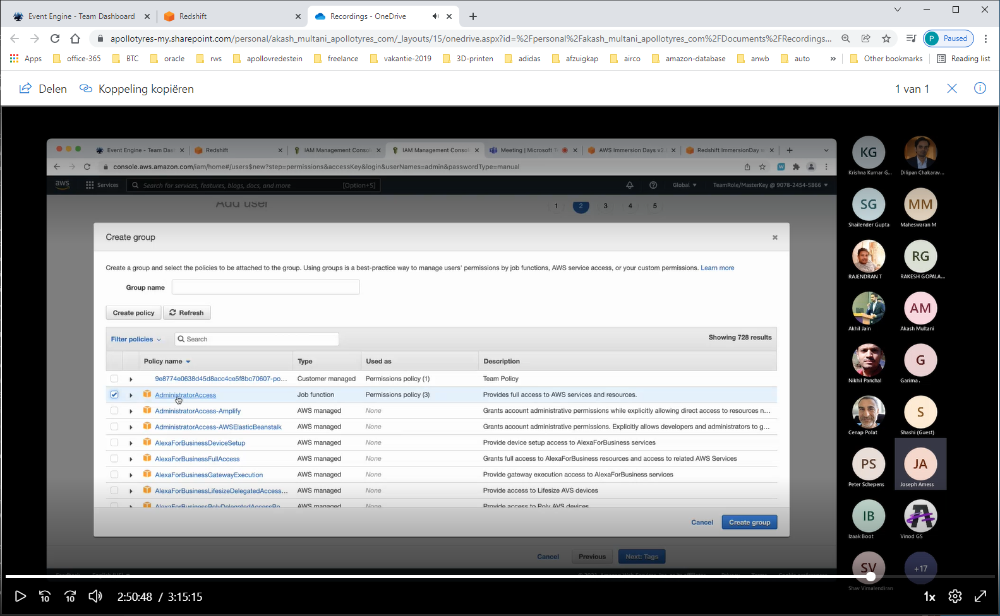 Event Engine - Team Dashboard
Redshift
Recordings - OneDrive
apollotyres-my.sharepoint.com/personal/akash_multani_apollotyres_com/_layouts/15/onedrive.aspx?id=%2Fpersonal%2Fakash_multani_apollotyres_com%2FDocuments%2FRecordings...
P Paused
Apps office-365 BTC oracle rws apollovredestein freelance vakantie-2019 3D-printen adidas afzuigkap airco amazon-database anwb auto » Other bookmarks Reading list
Delen Koppeling kopiëren 1 van 1
Event Engine - Team Das
Redshift
IAM Management Consol
IAM Management Consol
Meeting | Microsoft T
AWS Immersion Days v2
Redshift ImmersionDay w
console.aws.amazon.com/iam/home#/users$new?step=permissions&accessKey&login&userNames=admin&passwordType=manual
W
aws Services Search for services, features, blogs, docs, and more [Option+S] Global TeamRole/MasterKey @ 9078-2454-5866
Add user 1 2 3 4 5
Create group
Create a group and select the policies to be attached to the group. Using groups is a best-practice way to manage users' permissions by job functions, AWS service access, or your custom permissions. Learn more
Group name
Create policy Refresh
Filter policies Search Showing 728 results
Policy name Type Used as Description
9e8774e0638d45d8acc4ce5f8bc70607-po... Customer managed Permissions policy (1) Team Policy
AdministratorAccess Job function Permissions policy (3) Provides full access to AWS services and resources.
AdministratorAccess-Amplify AWS managed None Grants account administrative permissions while explicitly allowing direct access to resources n...
AdministratorAccess-AWSElasticBeanstalk AWS managed None Grants account administrative permissions. Explicitly allows developers and administrators to g...
AlexaForBusinessDeviceSetup AWS managed None Provide device setup access to AlexaForBusiness services
AlexaForBusinessFullAccess AWS managed None Grants full access to AlexaForBusiness resources and access to related AWS Services
AlexaForBusinessGatewayExecution AWS managed None Provide gateway execution access to AlexaForBusiness services
AlexaForBusinessLifesizeDelegatedAccess... AWS managed None Provide access to Lifesize AVS devices
AlexaForBusinessPolyDelegatedAccessPo... AWS managed None Provide access to Poly AVS devices
Cancel Create group
Cancel Previous Next: Tags
KG
Krishna Kumar G... Dilipan Chakarav...
SG MM
Shailender Gupta Maheswaran M
RG
RAJENDRAN T RAKESH GOPALA...
AM
Akhil Jain Akash Multani
G
Nikhil Panchal Garima .
S
Cenap Polat Shashi (Guest)
PS JA
Peter Schepens Joseph Amess
IB
Izaak Boot Vinod GS
SV +17
Shav Vimalendiran
10 10 2:50:48 / 3:15:15 1x